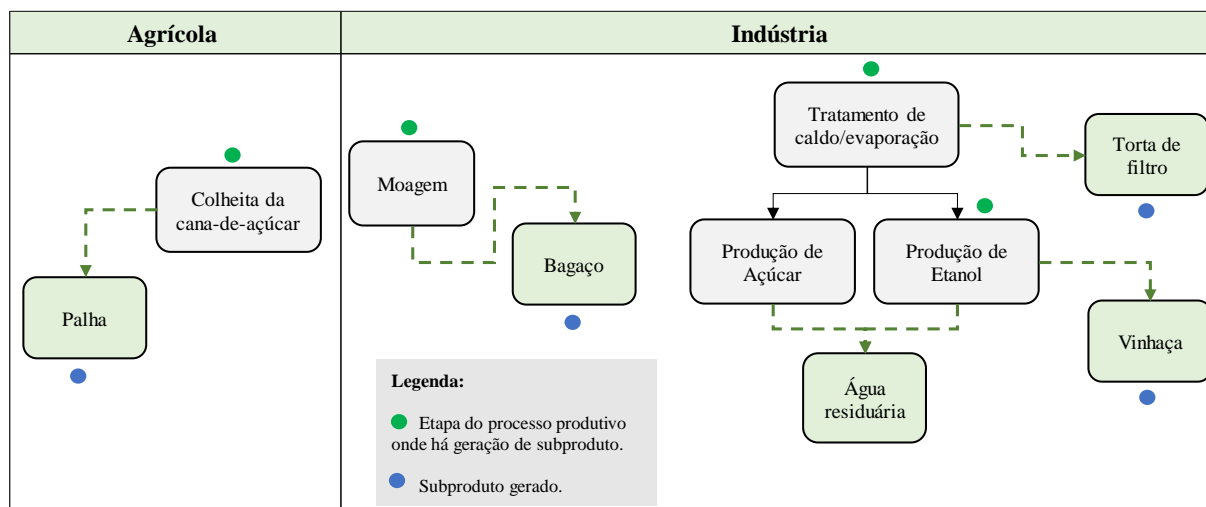 Agrícola
Indústria
Colheita da
cana-de-açúcar
Palha
Moagem
Bagaço
Tratamento de
caldo/evaporação
Torta de
filtro
Produção de
Açúcar
Produção de
Etanol
Vinhaça
Água
residuária
Legenda:
Etapa do processo produtivo
onde há geração de subproduto.
Subproduto gerado.